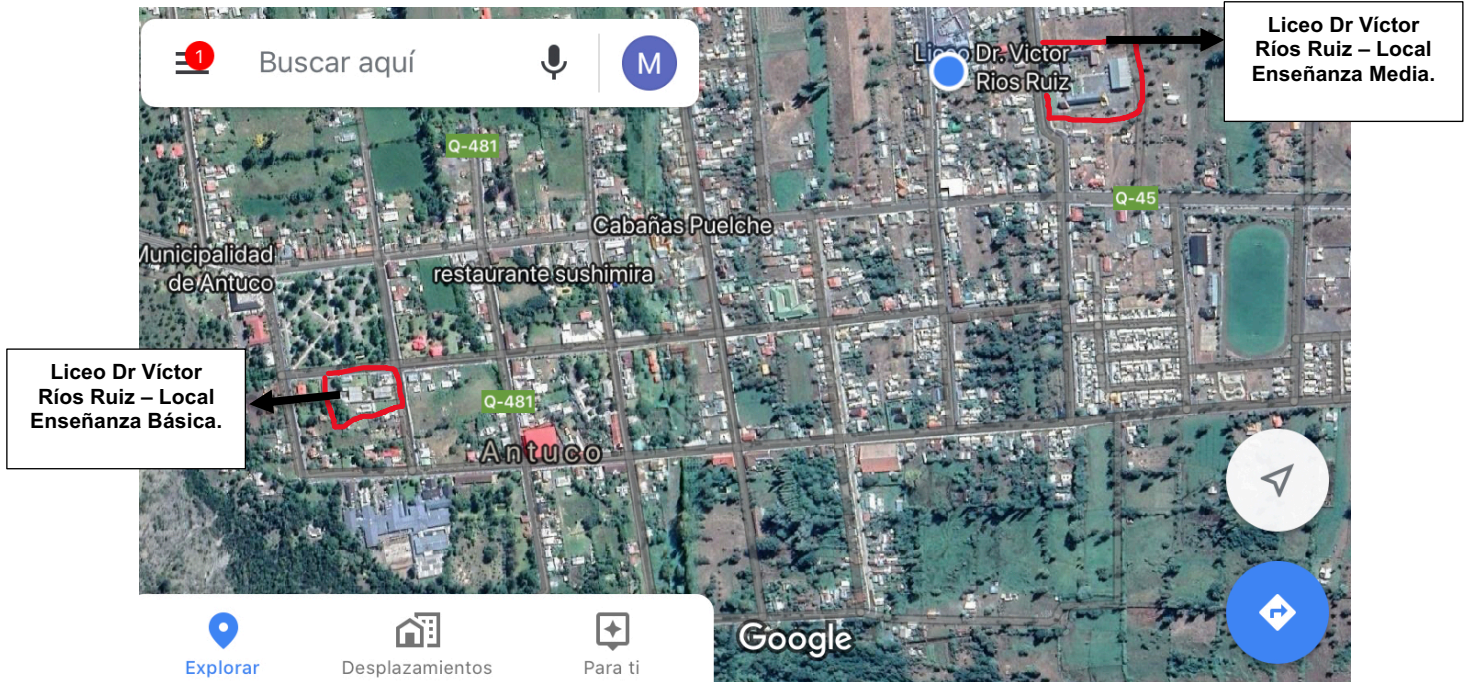 1
Buscar aquí
M
Liceo Dr. Victor
Rios Ruiz
Liceo Dr Víctor
Ríos Ruiz – Local
Enseñanza Media.
Q-481
Q-45
Cabañas Puelche
Municipalidad
de Antuco
restaurante sushimira
Liceo Dr Víctor
Ríos Ruiz – Local
Enseñanza Básica.
Q-481
Antuco
Google
Explorar
Desplazamientos
Para ti